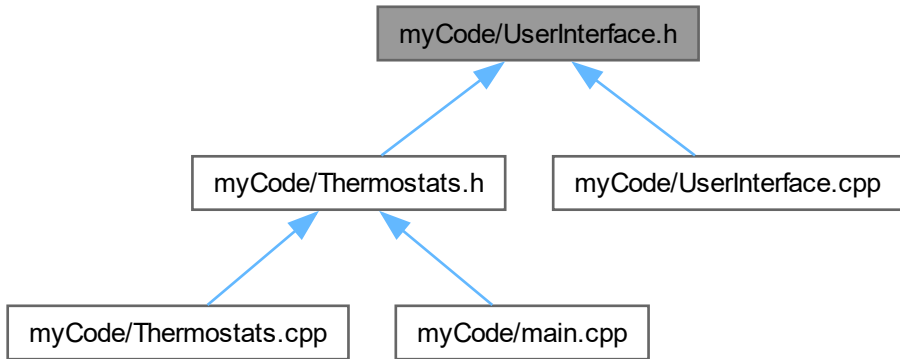 myCode/UserInterface.h
myCode/Thermostats.h
myCode/UserInterface.cpp
myCode/Thermostats.cpp
myCode/main.cpp